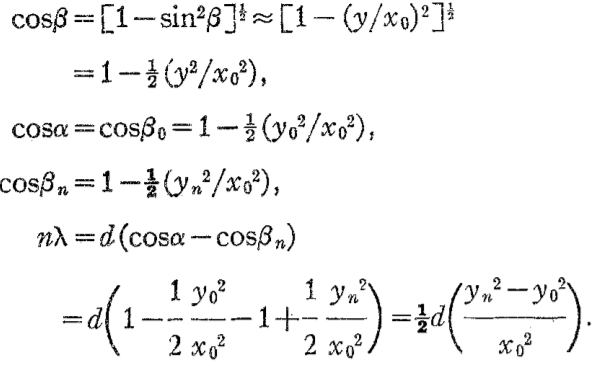 cosβ = [1 − sin²β]^½ ≈ [1 − (y/x₀)²]^½
= 1 − ½(y²/x₀²),
cosα = cosβ₀ = 1 − ½(y₀²/x₀²),
cosβₙ = 1 − ½(yₙ²/x₀²),
nλ = d(cosα − cosβₙ)
= d(1 − 1/2 y₀²/x₀² − 1 + 1/2 yₙ²/x₀²) = ½d((yₙ² − y₀²)/x₀²).